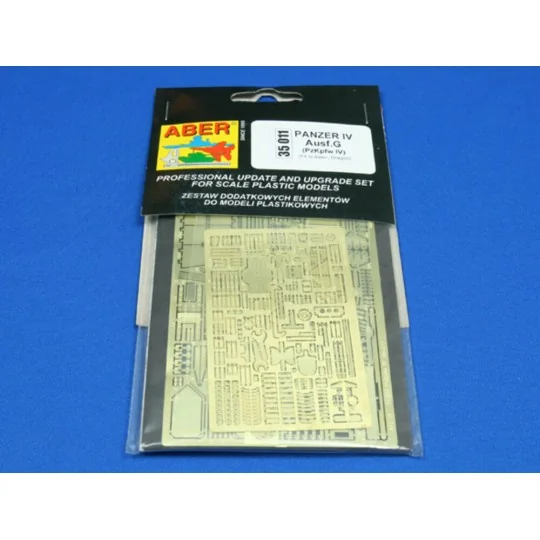 ABER
SINCE 1995
35 011
PANZER IV
Ausf.G
(PzKpfw IV)
PROFESSIONAL UPDATE AND UPGRADE SET
FOR SCALE PLASTIC MODELS
ZESTAW DODATKOWYCH ELEMENTÓW
DO MODELI PLASTIKOWYCH